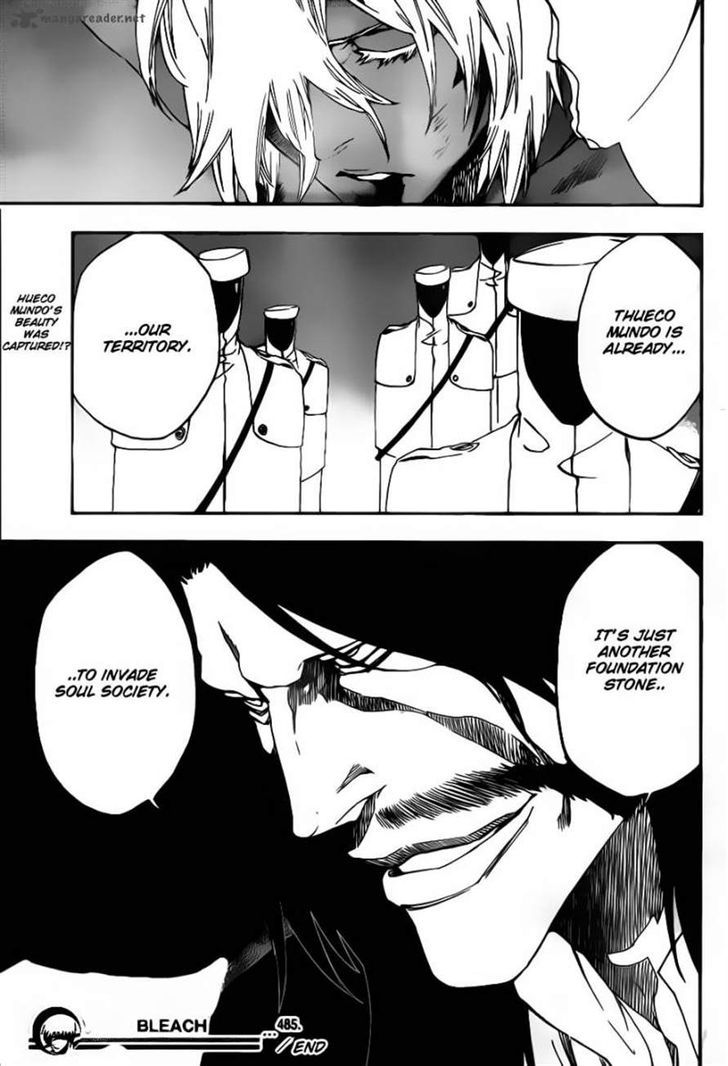 mangareader.net
THUECO
MUNDO IS
ALREADY...
...OUR
TERRITORY.
HUECO
MUNDO'S
BEAUTY
WAS
CAPTURED!?
IT'S JUST
ANOTHER
FOUNDATION
STONE..
..TO INVADE
SOUL SOCIETY.
BLEACH ... 485.
/ END